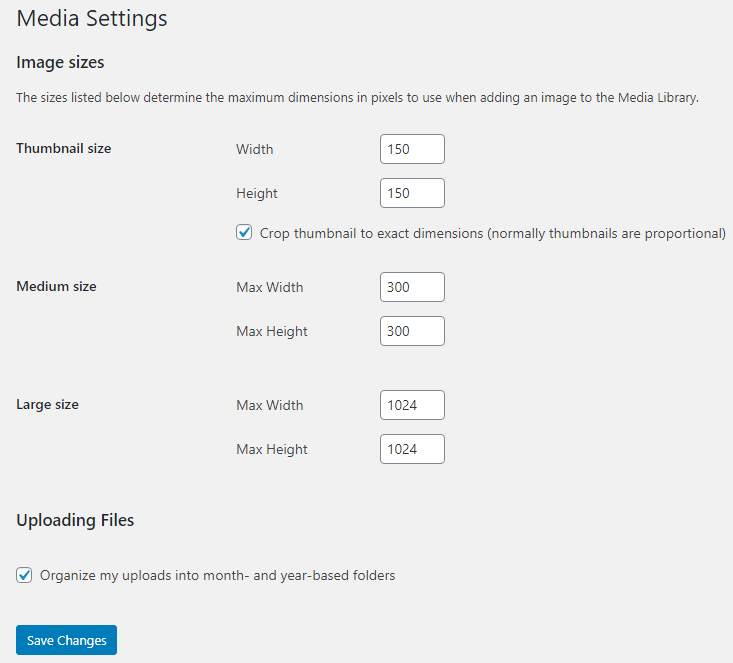 Media Settings
Image sizes
The sizes listed below determine the maximum dimensions in pixels to use when adding an image to the Media Library.
Thumbnail size Width 150
Height 150
Crop thumbnail to exact dimensions (normally thumbnails are proportional)
Medium size Max Width 300
Max Height 300
Large size Max Width 1024
Max Height 1024
Uploading Files
Organize my uploads into month- and year-based folders
Save Changes